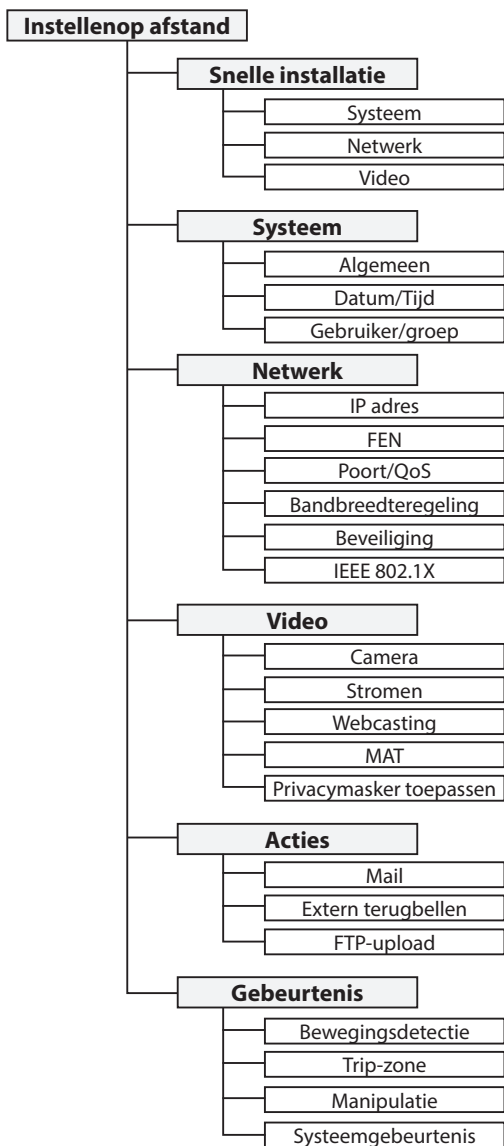 Instellenop afstand
Snelle installatie
Systeem
Netwerk
Video
Systeem
Algemeen
Datum/Tijd
Gebruiker/groep
Netwerk
IP adres
FEN
Poort/QoS
Bandbreedteregeling
Beveiliging
IEEE 802.1X
Video
Camera
Stromen
Webcasting
MAT
Privacymasker toepassen
Acties
Mail
Extern terugbellen
FTP-upload
Gebeurtenis
Bewegingsdetectie
Trip-zone
Manipulatie
Systeemgebeurtenis